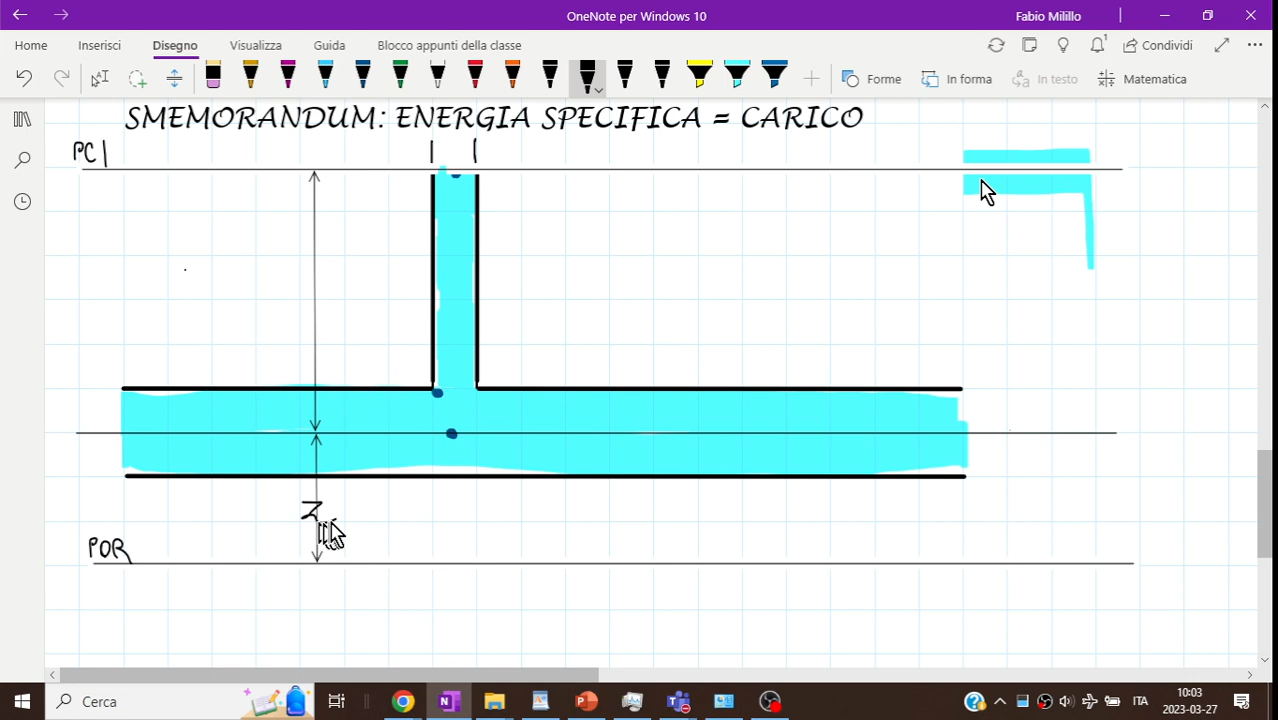 OneNote per Windows 10
Fabio Milillo
Home
Inserisci
Disegno
Visualizza
Guida
Blocco appunti della classe
Condividi
Forme
In forma
In testo
Matematica
SMEMORANDUM: ENERGIA SPECIFICA = CARICO
PCI
Z
POR
Cerca
ITA
10:03
2023-03-27